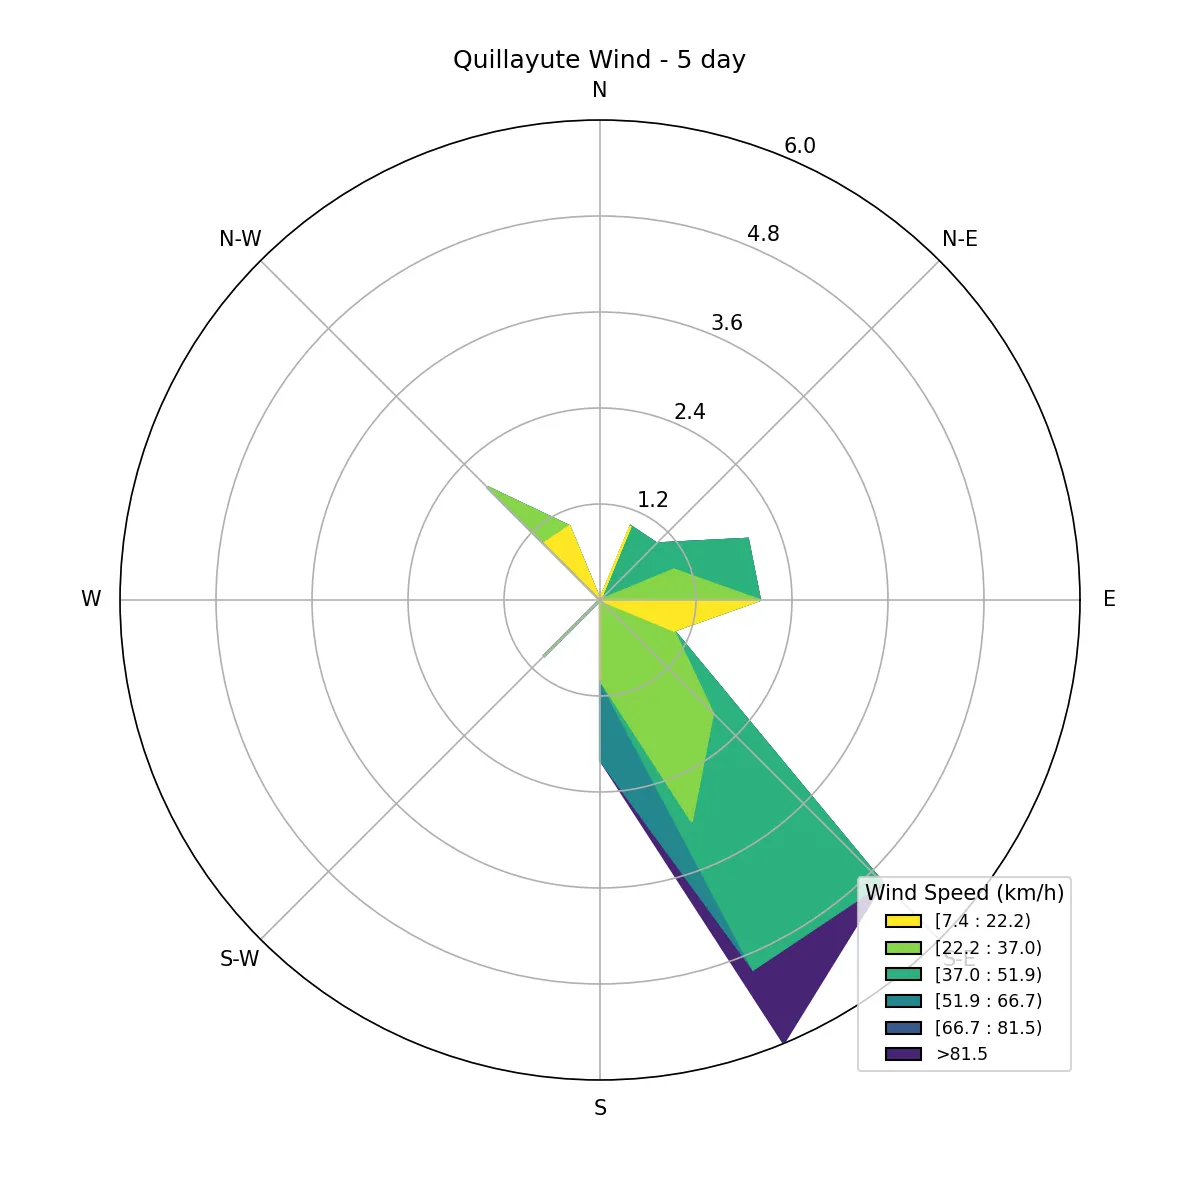 Quillayute Wind - 5 day
N
6.0
4.8
N-W
N-E
3.6
2.4
1.2
W
E
Wind Speed (km/h)
[7.4 : 22.2)
[22.2 : 37.0)
S-W
S-E
[37.0 : 51.9)
[51.9 : 66.7)
[66.7 : 81.5)
>81.5
S